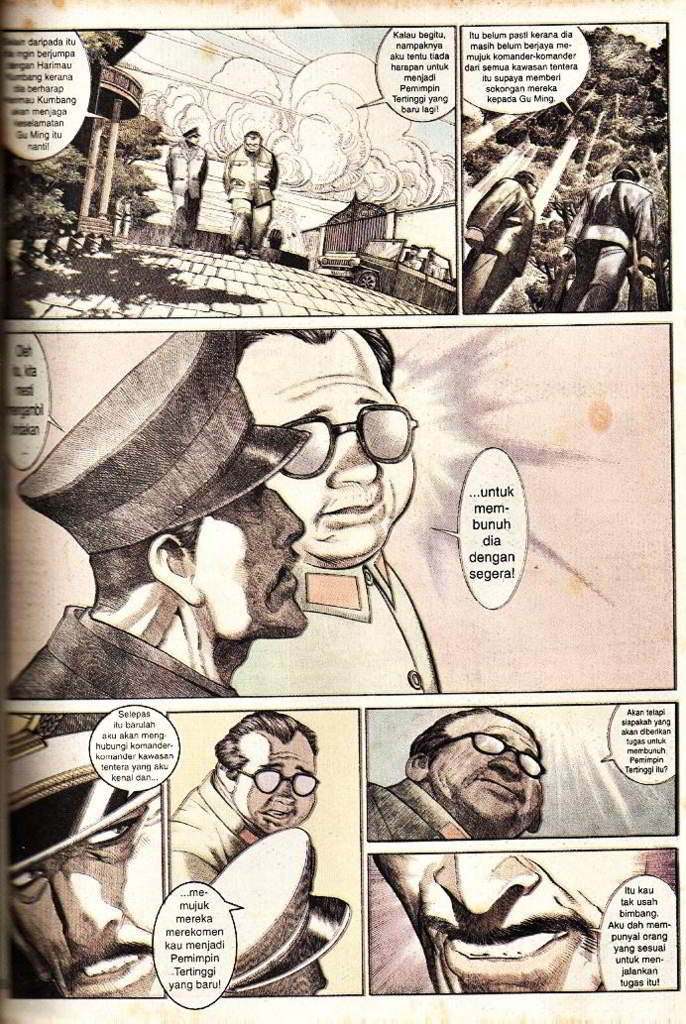 daripada itu
ingin berjumpa
dengan Harimau
Kumbang kerana
dia berharap
Harimau Kumbang
akan menjaga
keselamatan
Gu Ming itu
nanti!
Kalau begitu,
nampaknya
aku tentu tiada
harapan untuk
menjadi
Pemimpin
Tertinggi yang
baru lagi!
Itu belum pasti kerana dia
masih belum berjaya me-
mujuk komander-komander
dari semua kawasan tentera
itu supaya memberi
sokongan mereka
kepada Gu Ming.
Oleh
itu, kita
mesti
mengambil
tindakan
...
...untuk
mem-
bunuh
dia
dengan
segera!
Selepas
itu barulah
aku akan meng-
hubungi komander-
komander kawasan
tentera yang aku
kenal dan...
...me-
mujuk
mereka
merekomen
kau menjadi
Pemimpin
Tertinggi
yang baru!
Akan tetapi
siapakah yang
akan diberikan
tugas untuk
membunuh
Pemimpin
Tertinggi itu?
Itu kau
tak usah
bimbang.
Aku dah mem-
punyai orang
yang sesuai
untuk men-
jalankan
tugas itu!